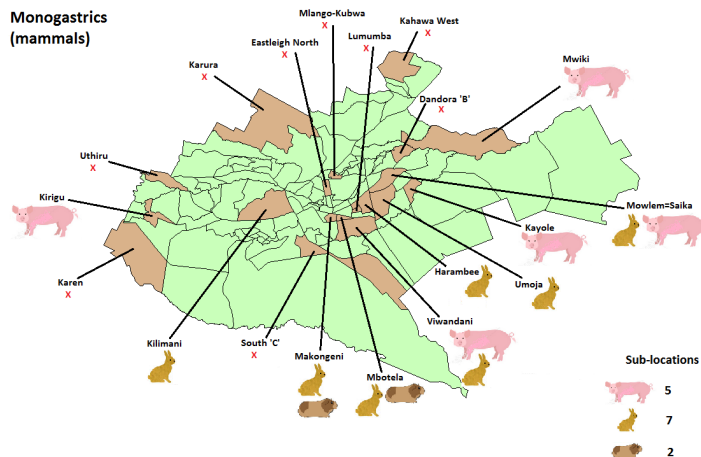 Monogastrics
(mammals)
Mlango-Kubwa
X
Kahawa West
X
Eastleigh North
X
Lumumba
X
Karura
X
Mwiki
Dandora 'B'
X
Uthiru
X
Kirigu
Mowlem=Saika
Kayole
Karen
X
Harambee
Umoja
Viwandani
Kilimani
South 'C'
X
Makongeni
Mbotela
Sub-locations
5
7
2